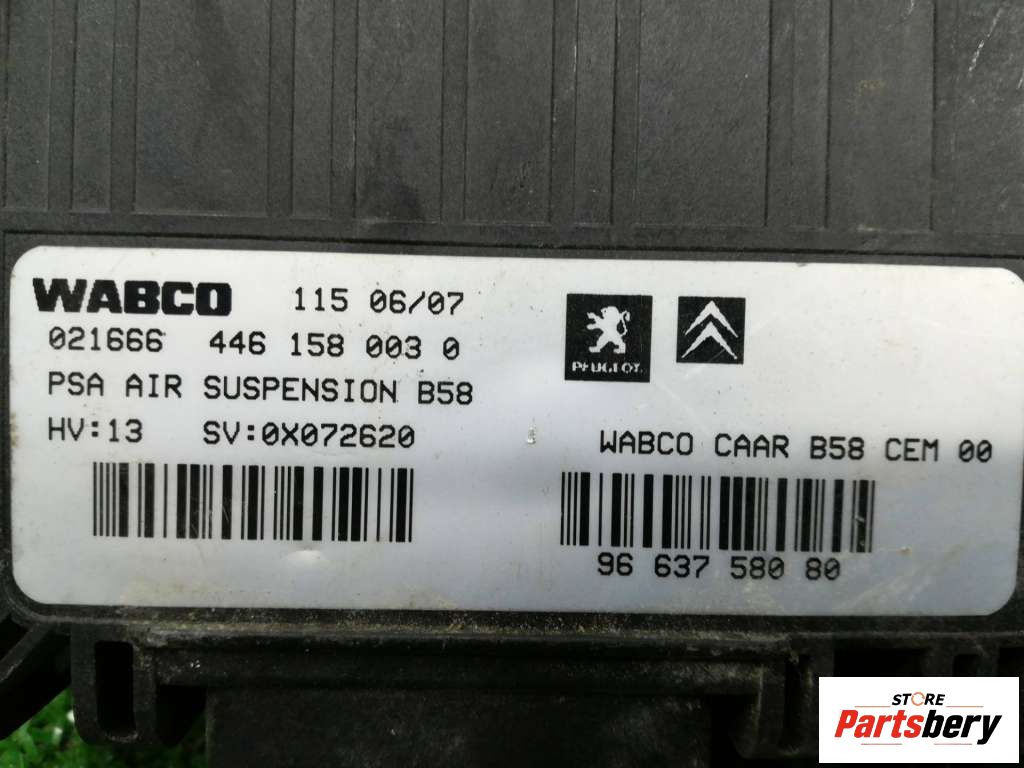 WABCO 115 06/07
021666 446 158 003 0
PSA AIR SUSPENSION B58
HV:13 SV:0X072620
PEUGEOT
WABCO CAAR B58 CEM 00
96 637 580 80
STORE
Partsbery